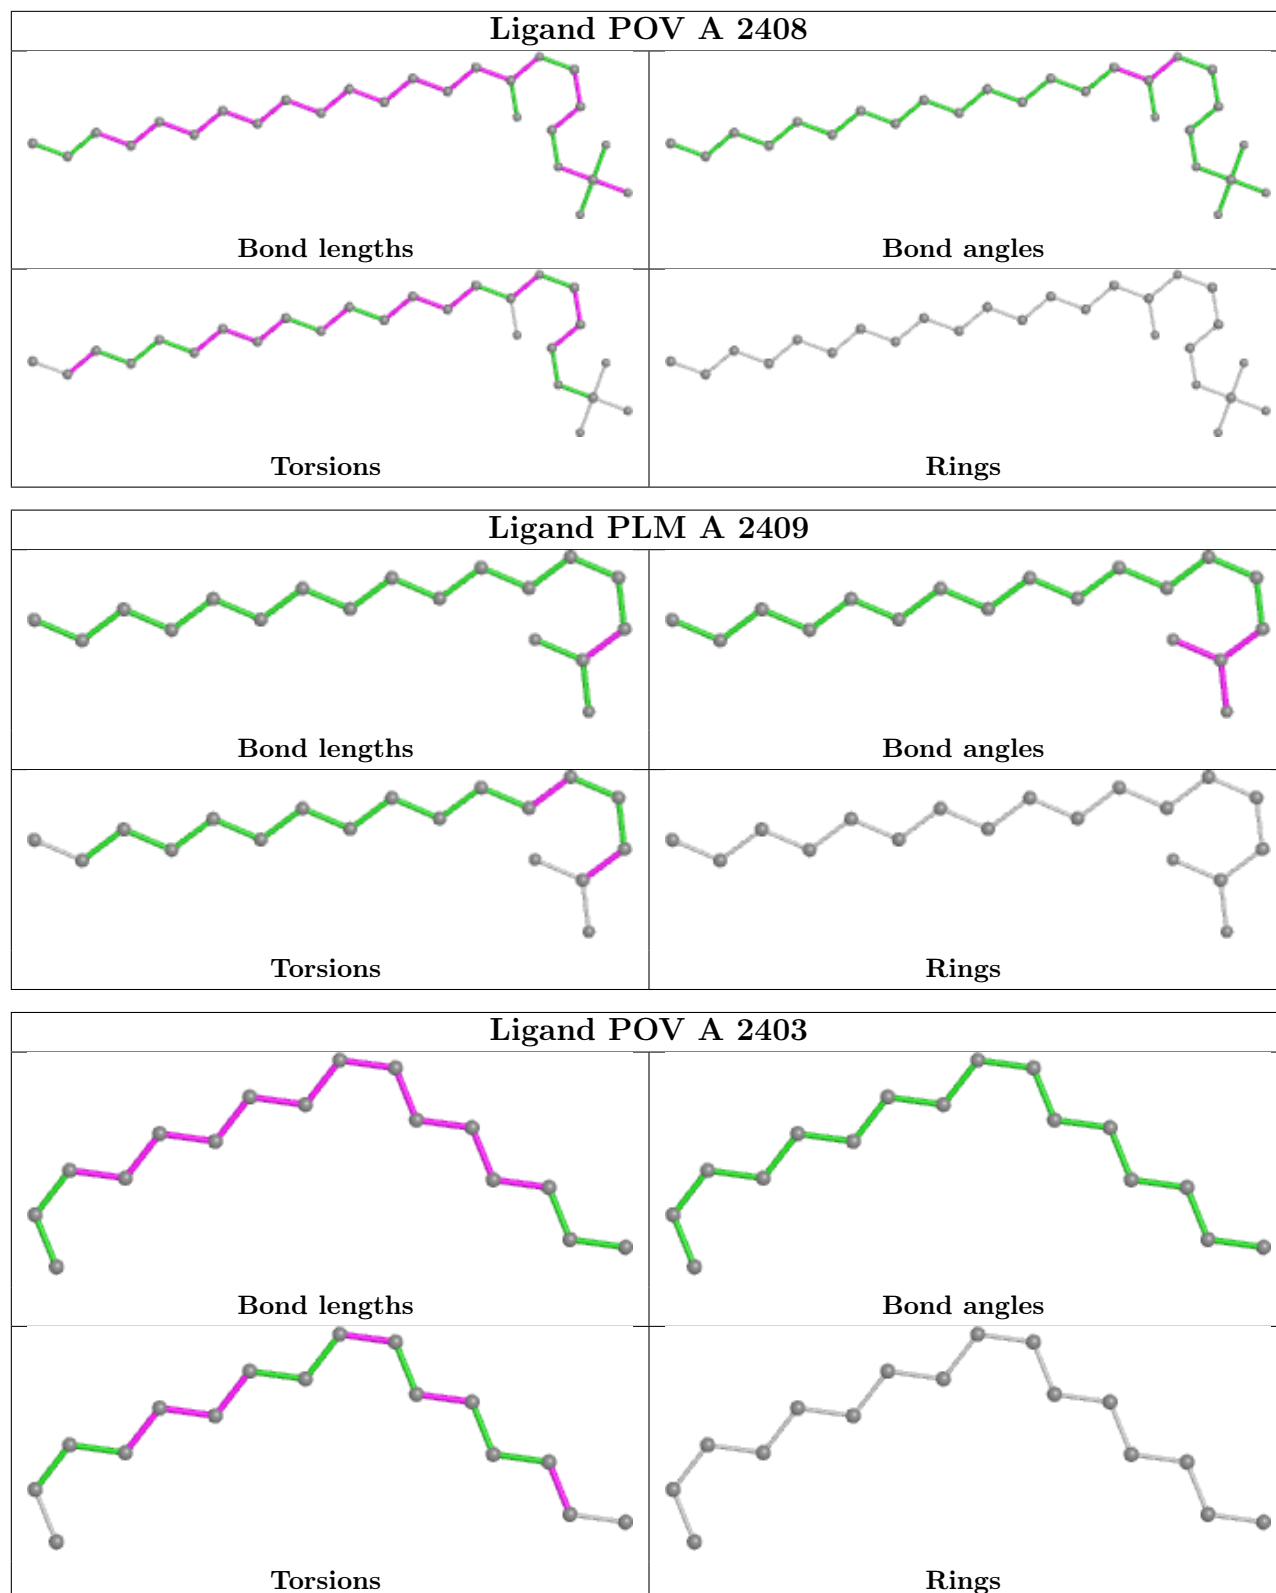 Ligand POV A 2408
Bond lengths
Bond angles
Torsions
Rings
Ligand PLM A 2409
Bond lengths
Bond angles
Torsions
Rings
Ligand POV A 2403
Bond lengths
Bond angles
Torsions
Rings